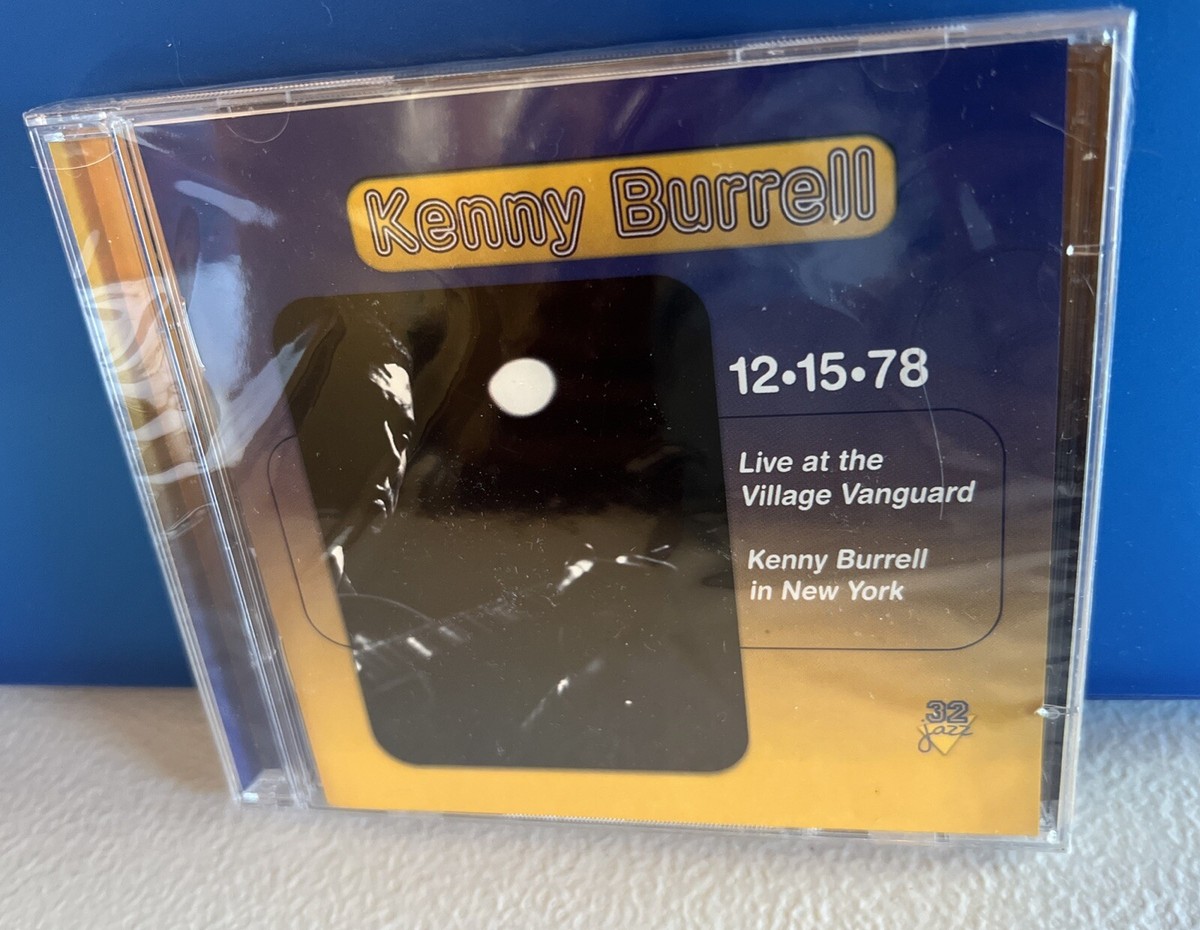 Kenny Burrell
12•15•78
Live at the
Village Vanguard
Kenny Burrell
in New York
32
jazz